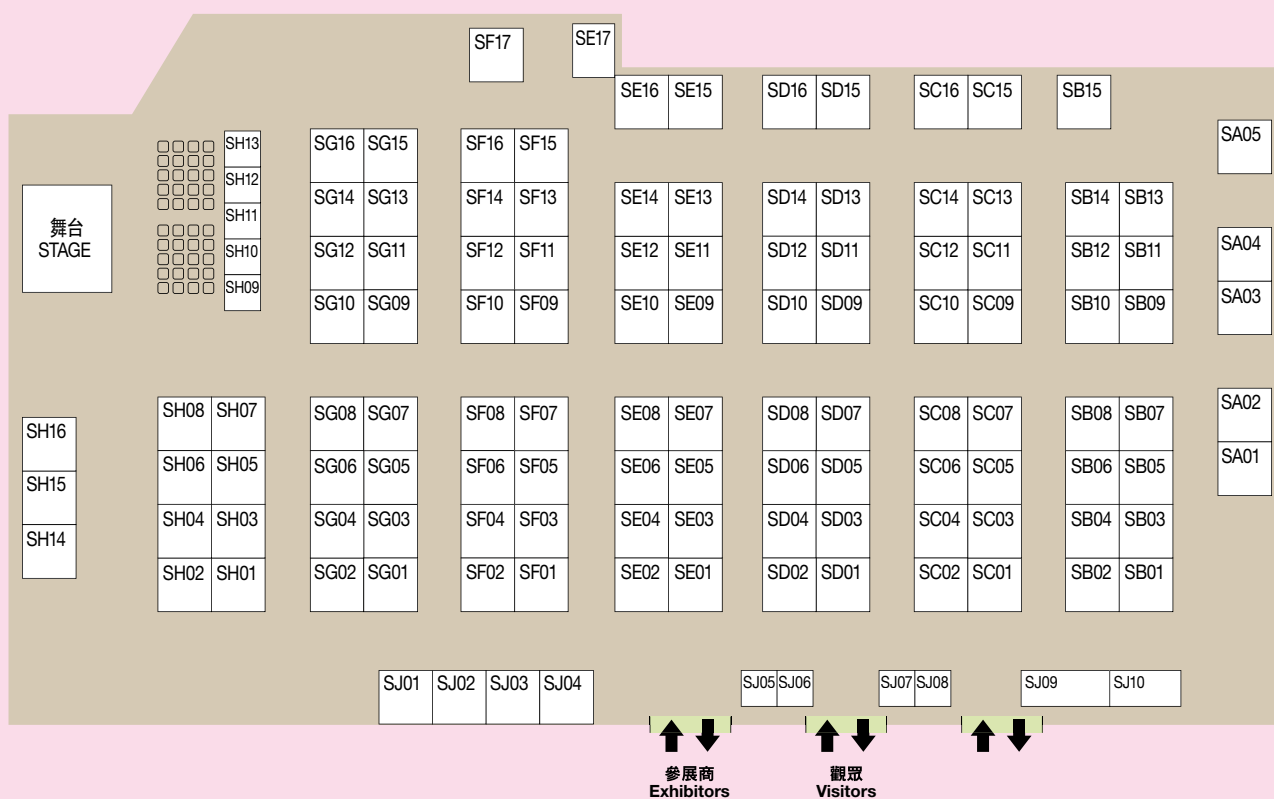 SF17 SE17
SE16 SE15 SD16 SD15 SC16 SC15 SB15
SA05
SH13 SG16 SG15 SF16 SF15
SH12
SG14 SG13 SF14 SF13 SE14 SE13 SD14 SD13 SC14 SC13 SB14 SB13
SH11
舞台
STAGE
SH10 SG12 SG11 SF12 SF11 SE12 SE11 SD12 SD11 SC12 SC11 SB12 SB11 SA04
SH09
SG10 SG09 SF10 SF09 SE10 SE09 SD10 SD09 SC10 SC09 SB10 SB09 SA03
SH08 SH07 SG08 SG07 SF08 SF07 SE08 SE07 SD08 SD07 SC08 SC07 SB08 SB07 SA02
SH16
SH06 SH05 SG06 SG05 SF06 SF05 SE06 SE05 SD06 SD05 SC06 SC05 SB06 SB05 SA01
SH15
SH04 SH03 SG04 SG03 SF04 SF03 SE04 SE03 SD04 SD03 SC04 SC03 SB04 SB03
SH14
SH02 SH01 SG02 SG01 SF02 SF01 SE02 SE01 SD02 SD01 SC02 SC01 SB02 SB01
SJ01 SJ02 SJ03 SJ04 SJ05 SJ06 SJ07 SJ08 SJ09 SJ10
參展商 觀眾
Exhibitors Visitors